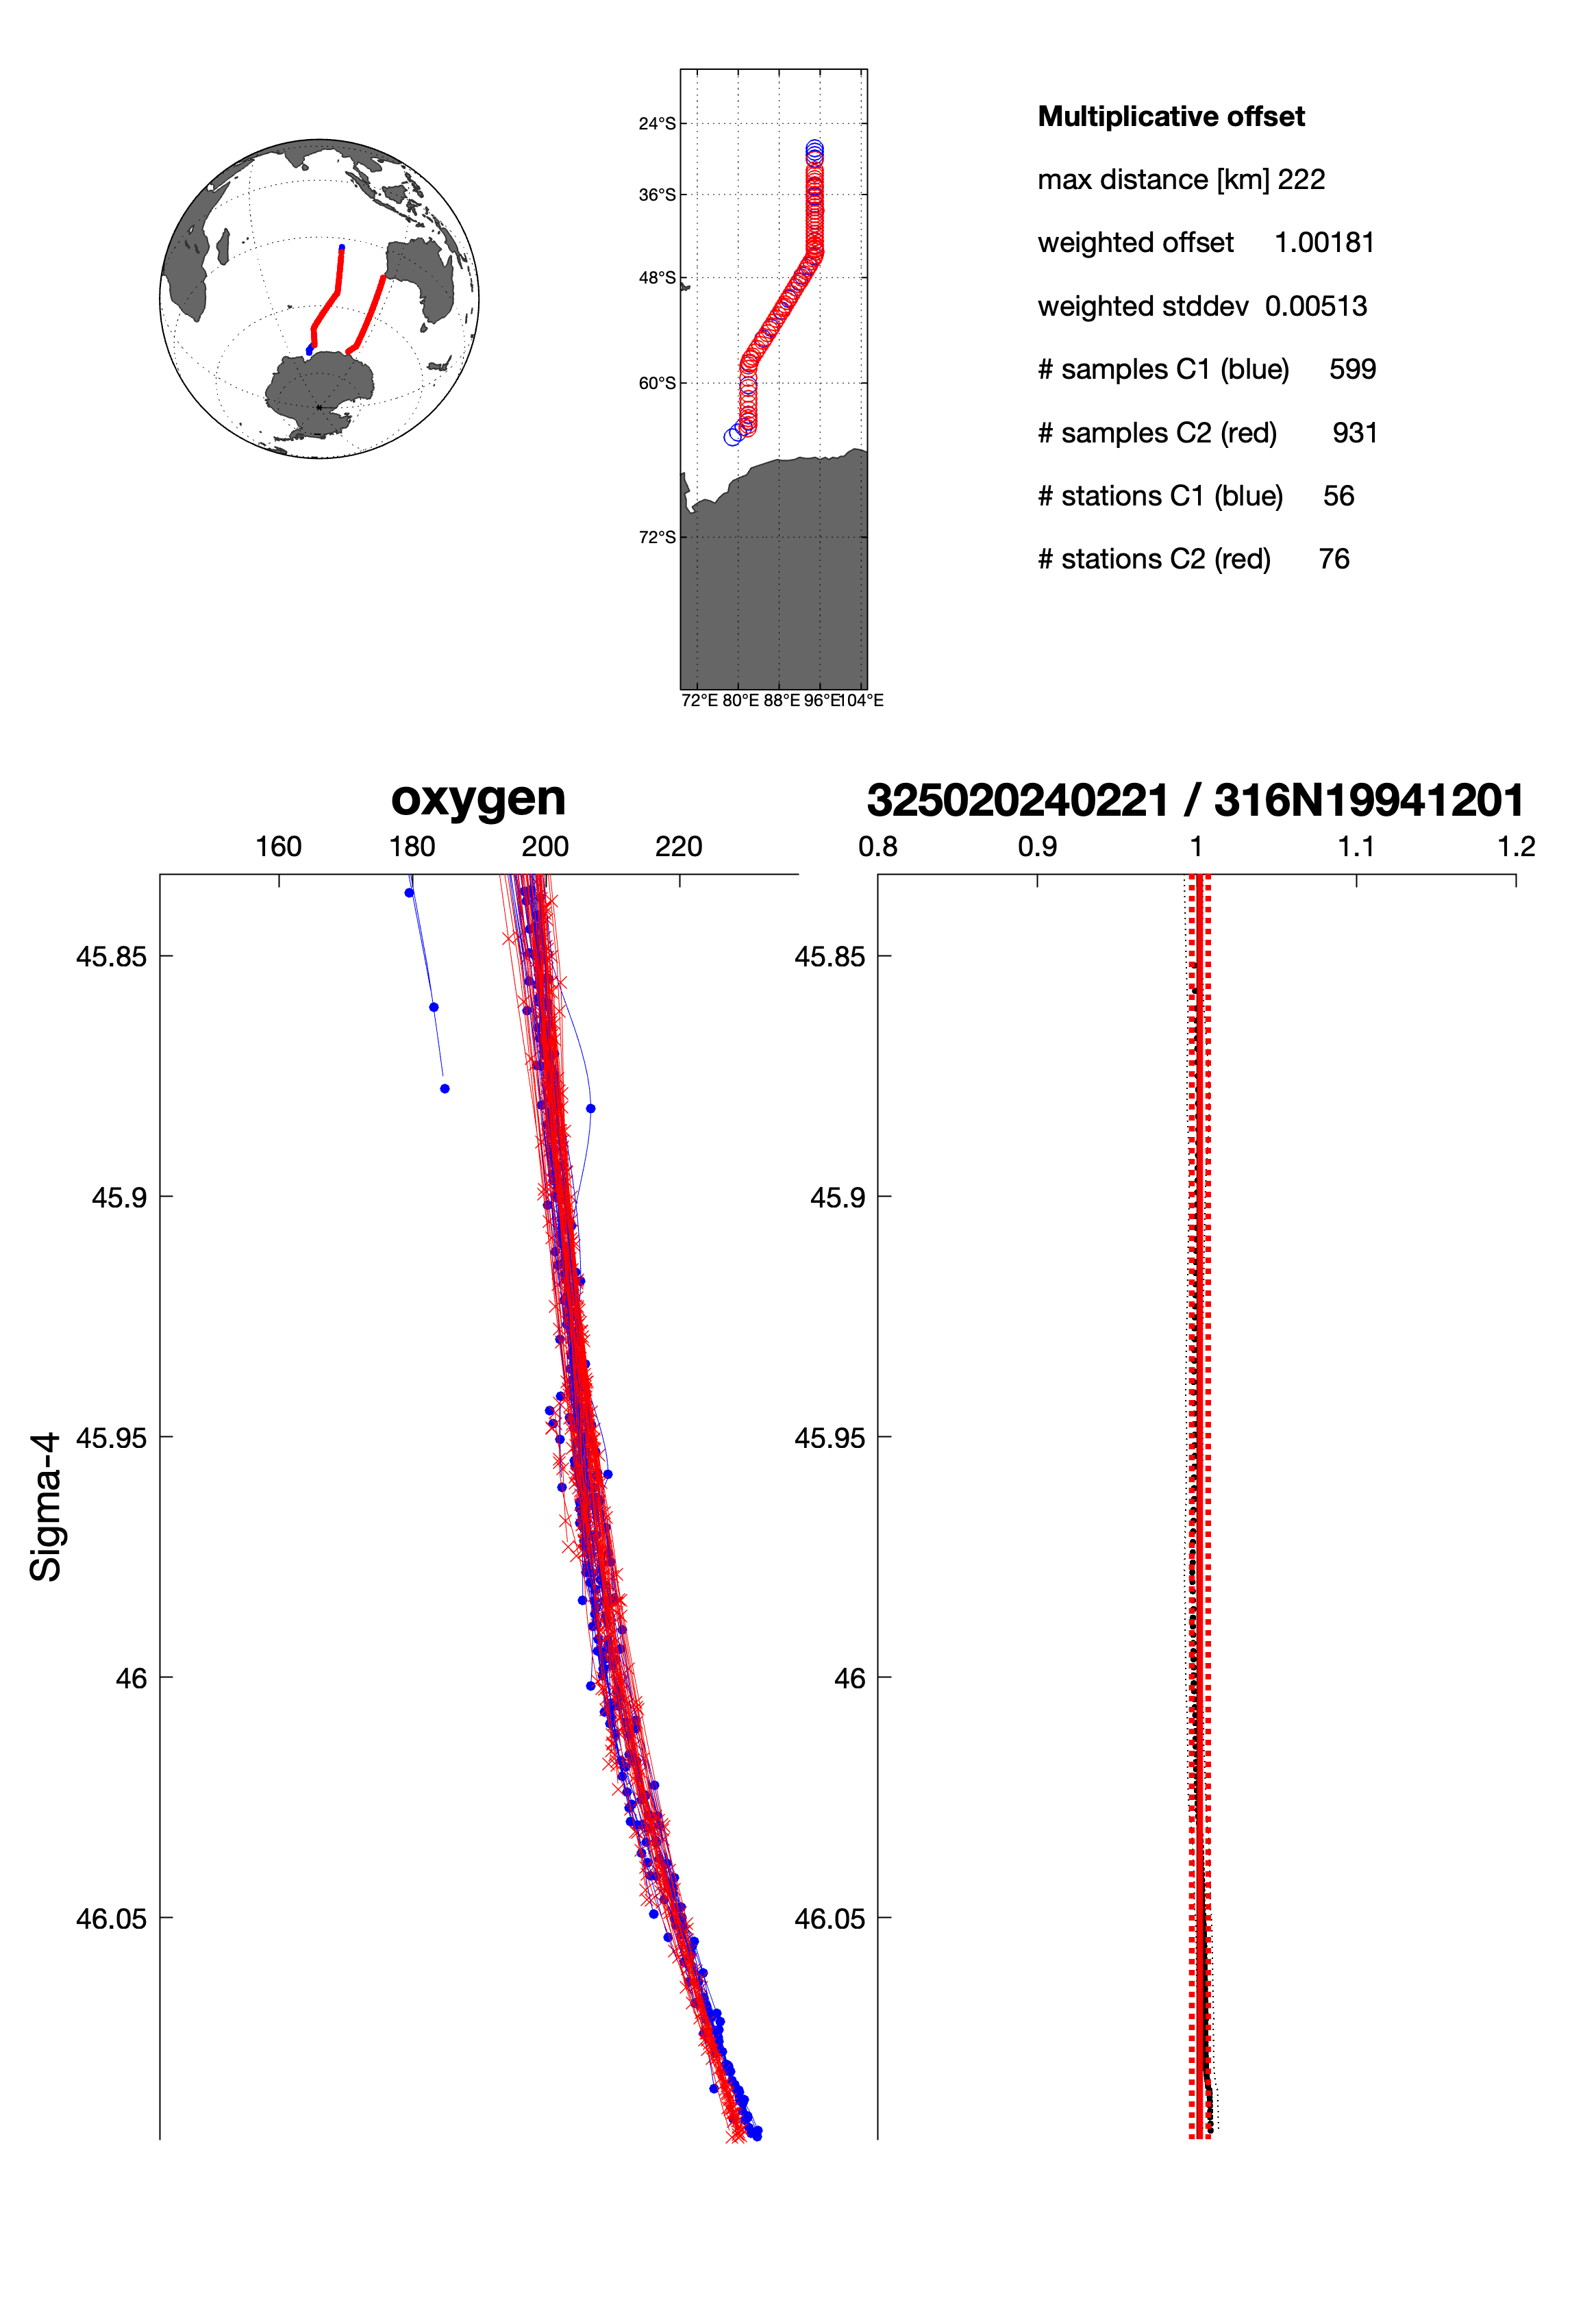 Multiplicative offset
max distance [km] 222
weighted offset 1.00181
weighted stddev 0.00513
# samples C1 (blue) 599
# samples C2 (red) 931
# stations C1 (blue) 56
# stations C2 (red) 76
24°S
36°S
48°S
60°S
72°S
72°E 80°E 88°E 96°E 104°E
oxygen
160 180 200 220
45.85
45.9
45.95
46
46.05
Sigma-4
325020240221 / 316N19941201
0.8 0.9 1 1.1 1.2
45.85
45.9
45.95
46
46.05